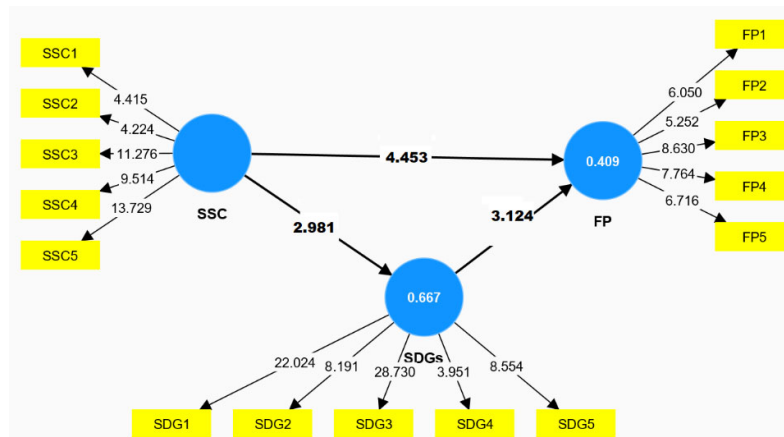 SSC1
SSC2
SSC3
SSC4
SSC5
4.415
4.224
11.276
9.514
13.729
SSC
4.453
2.981
3.124
0.409
FP
6.050
5.252
8.630
7.764
6.716
FP1
FP2
FP3
FP4
FP5
0.667
SDGs
22.024
8.191
28.730
3.951
8.554
SDG1
SDG2
SDG3
SDG4
SDG5